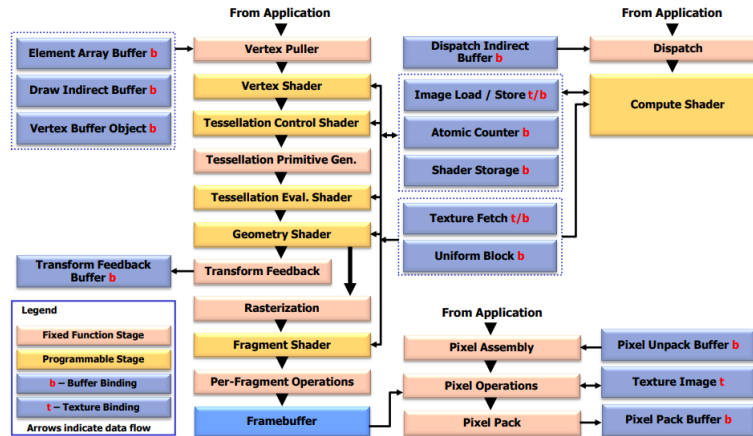 From Application
Element Array Buffer b
Draw Indirect Buffer b
Vertex Buffer Object b
Vertex Puller
Vertex Shader
Tessellation Control Shader
Tessellation Primitive Gen.
Tessellation Eval. Shader
Geometry Shader
Transform Feedback
Buffer b
Transform Feedback
Rasterization
Fragment Shader
Per-Fragment Operations
Framebuffer
Legend
Fixed Function Stage
Programmable Stage
b – Buffer Binding
t – Texture Binding
Arrows indicate data flow
From Application
Dispatch Indirect
Buffer b
Dispatch
Image Load / Store t/b
Atomic Counter b
Shader Storage b
Compute Shader
Texture Fetch t/b
Uniform Block b
From Application
Pixel Assembly
Pixel Unpack Buffer b
Pixel Operations
Texture Image t
Pixel Pack
Pixel Pack Buffer b